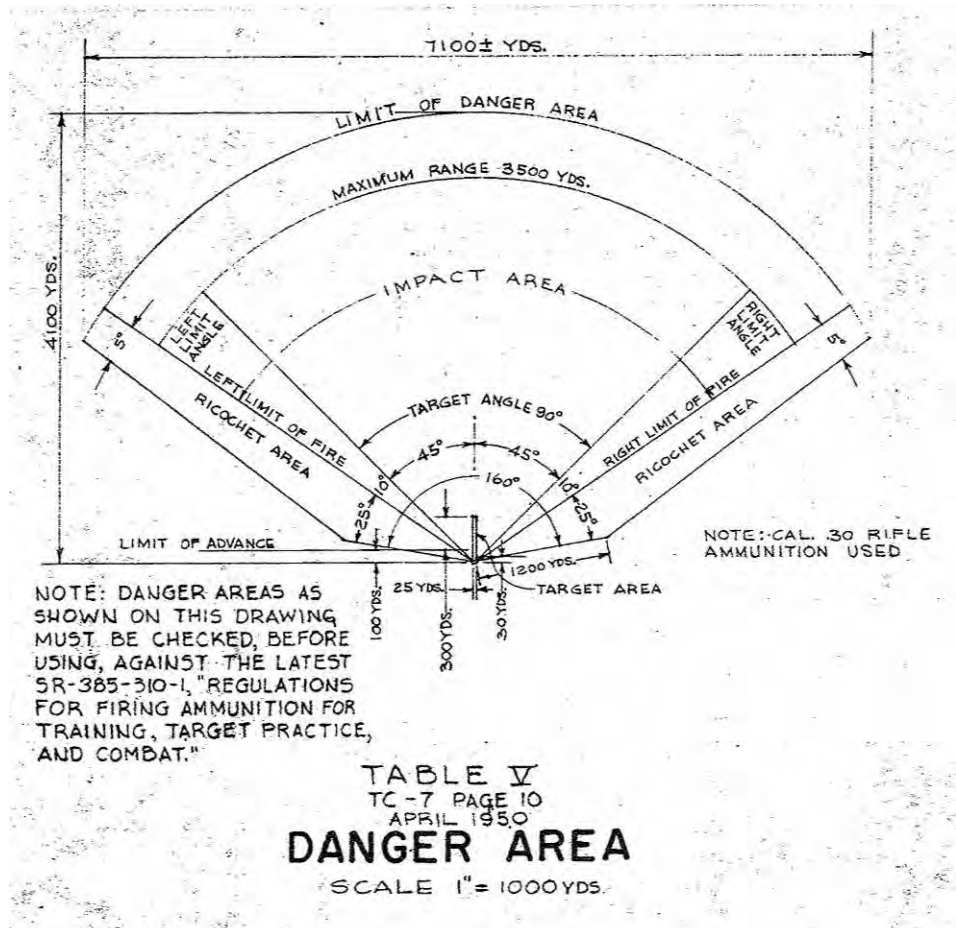 7100± YDS.
LIMIT OF DANGER AREA
MAXIMUM RANGE 3500 YDS.
4100 YDS.
IMPACT AREA
LEFT LIMIT ANGLE
RIGHT LIMIT ANGLE
5°
5°
LEFT LIMIT OF FIRE
RIGHT LIMIT OF FIRE
RICOCHET AREA
RICOCHET AREA
TARGET ANGLE 90°
45°
45°
10°
10°
160°
25°
25°
LIMIT OF ADVANCE
NOTE: CAL. .30 RIFLE
AMMUNITION USED
1200 YDS.
TARGET AREA
25 YDS.
100 YDS.
300 YDS.
30 YDS.
NOTE: DANGER AREAS AS
SHOWN ON THIS DRAWING
MUST BE CHECKED, BEFORE
USING, AGAINST THE LATEST
SR-385-310-1, "REGULATIONS
FOR FIRING AMMUNITION FOR
TRAINING, TARGET PRACTICE,
AND COMBAT."
TABLE V
TC-7 PAGE 10
APRIL 1950
DANGER AREA
SCALE 1"= 1000 YDS.